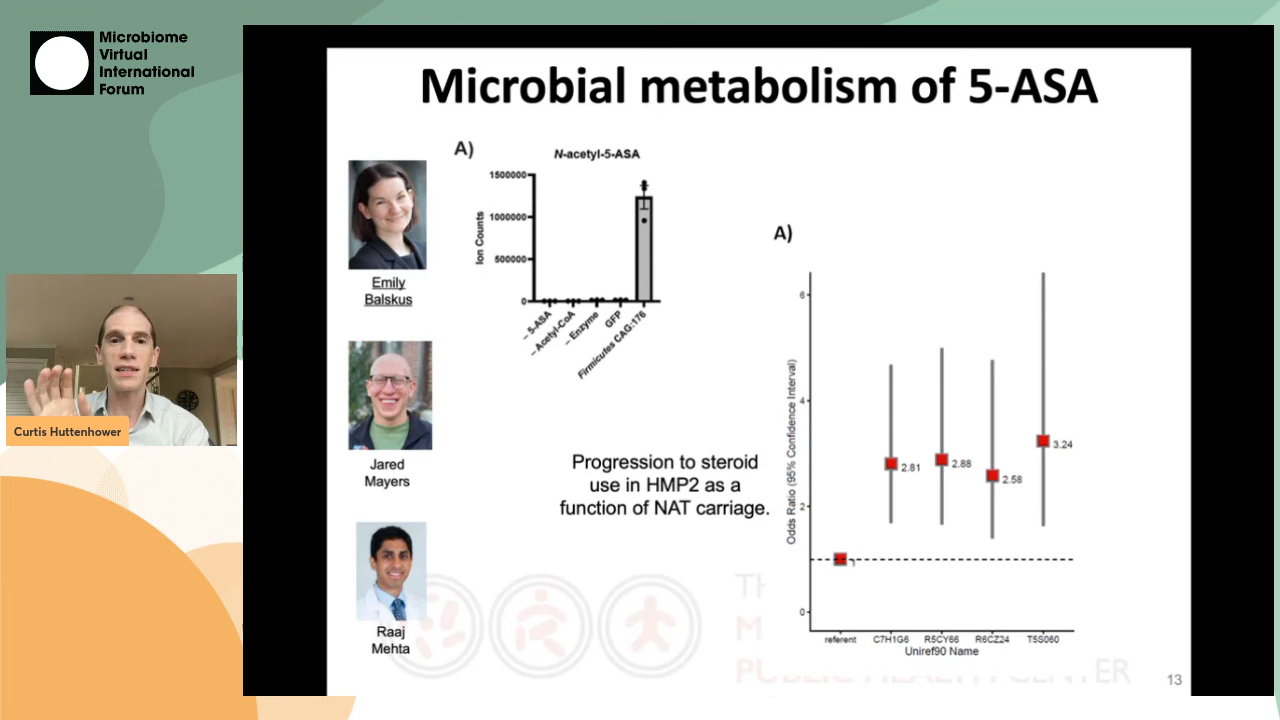 Microbiome
Virtual
International
Forum
Microbial metabolism of 5-ASA
A)
N-acetyl-5-ASA
Ion Counts
1500000
1000000
500000
0
– 5-ASA
– Acetyl-CoA
– Enzyme
GFP
Firmicutes CAG:176
Emily
Balskus
Jared
Mayers
Raaj
Mehta
Curtis Huttenhower
Progression to steroid
use in HMP2 as a
function of NAT carriage.
A)
Odds Ratio (95% Confidence Interval)
6
4
2
0
1
2.81
2.88
2.58
3.24
referent
C7H1G6
R5CY66
R6CZ24
T5S060
Uniref90 Name
13